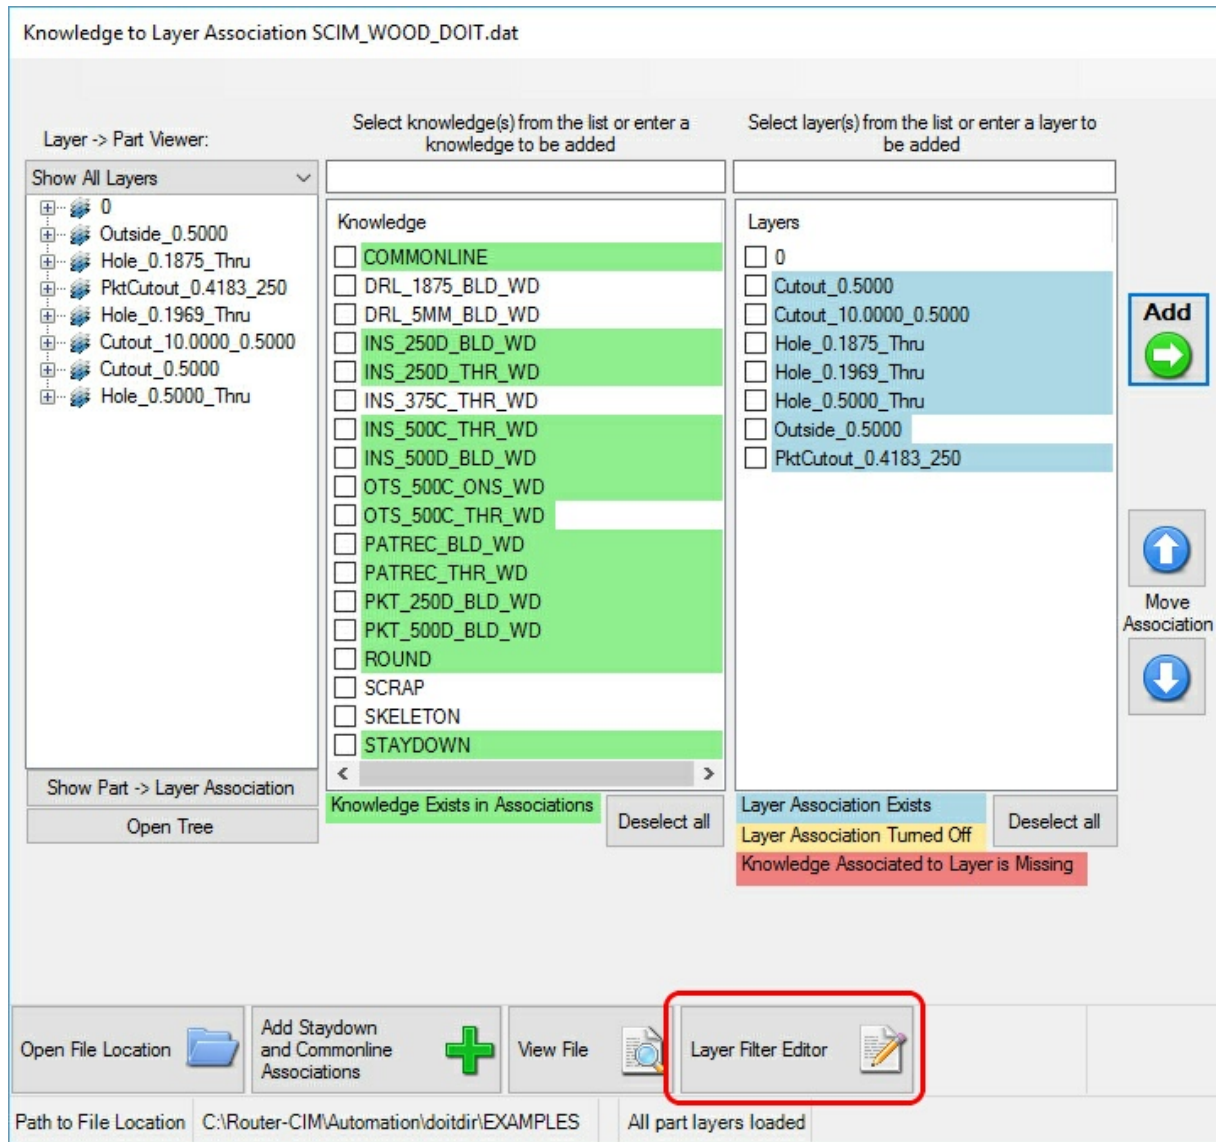 Knowledge to Layer Association SCIM_WOOD_DOIT.dat
Layer -> Part Viewer:
Show All Layers
0
Outside_0.5000
Hole_0.1875_Thru
PktCutout_0.4183_250
Hole_0.1969_Thru
Cutout_10.0000_0.5000
Cutout_0.5000
Hole_0.5000_Thru
Show Part -> Layer Association
Open Tree
Select knowledge(s) from the list or enter a
knowledge to be added
Knowledge
COMMONLINE
DRL_1875_BLD_WD
DRL_5MM_BLD_WD
INS_250D_BLD_WD
INS_250D_THR_WD
INS_375C_THR_WD
INS_500C_THR_WD
INS_500D_BLD_WD
OTS_500C_ONS_WD
OTS_500C_THR_WD
PATREC_BLD_WD
PATREC_THR_WD
PKT_250D_BLD_WD
PKT_500D_BLD_WD
ROUND
SCRAP
SKELETON
STAYDOWN
Knowledge Exists in Associations
Deselect all
Select layer(s) from the list or enter a layer to
be added
Layers
0
Cutout_0.5000
Cutout_10.0000_0.5000
Hole_0.1875_Thru
Hole_0.1969_Thru
Hole_0.5000_Thru
Outside_0.5000
PktCutout_0.4183_250
Layer Association Exists
Layer Association Turned Off
Knowledge Associated to Layer is Missing
Deselect all
Add
Move
Association
Open File Location
Add Staydown
and Commonline
Associations
View File
Layer Filter Editor
Path to File Location
C:\Router-CIM\Automation\doitdir\EXAMPLES
All part layers loaded